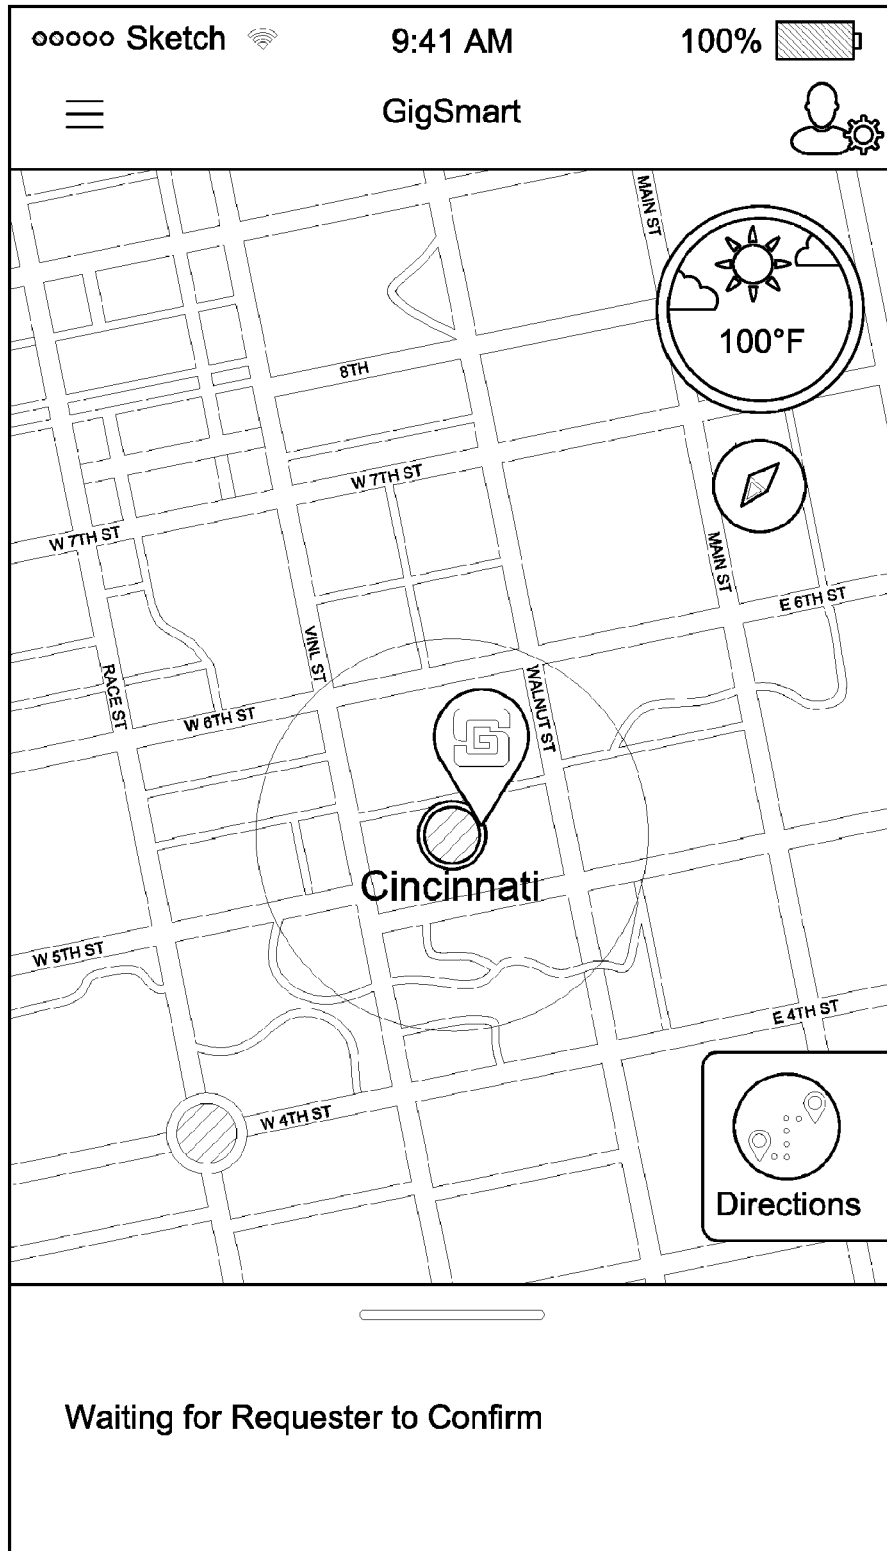 Sketch 9:41 AM 100%
GigSmart
MAIN ST
100°F
8TH
W 7TH ST
W 7TH ST
MAIN ST
E 6TH ST
VINL ST
RACE ST
WALNUT ST
W 6TH ST
G
Cincinnati
W 5TH ST
E 4TH ST
W 4TH ST
Directions
Waiting for Requester to Confirm